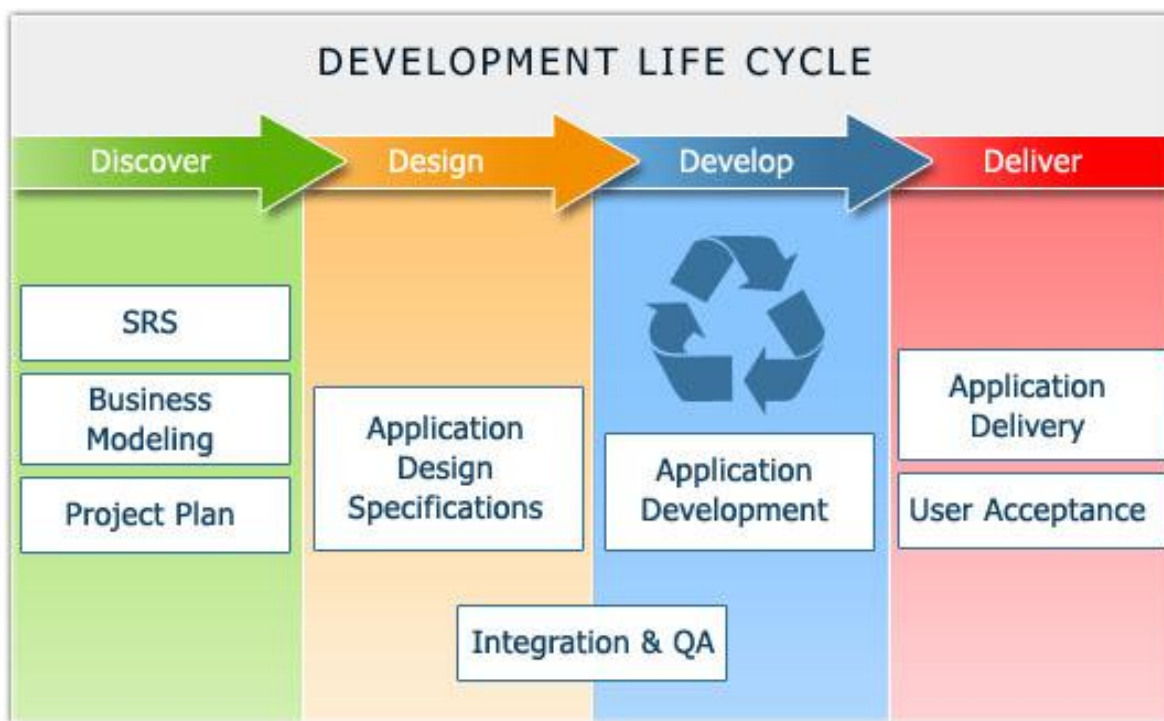 DEVELOPMENT LIFE CYCLE
Discover
Design
Develop
Deliver
SRS
Business
Modeling
Project Plan
Application
Design
Specifications
Application
Development
Application
Delivery
User Acceptance
Integration & QA